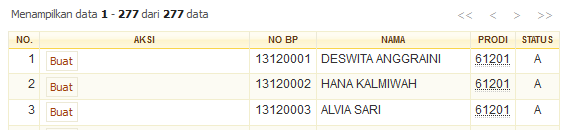 Menampilkan data 1 - 277 dari 277 data << < > >>
NO. AKSI NO BP NAMA PRODI STATUS
1 Buat 13120001 DESWITA ANGGRAINI 61201 A
2 Buat 13120002 HANA KALMIWAH 61201 A
3 Buat 13120003 ALVIA SARI 61201 A